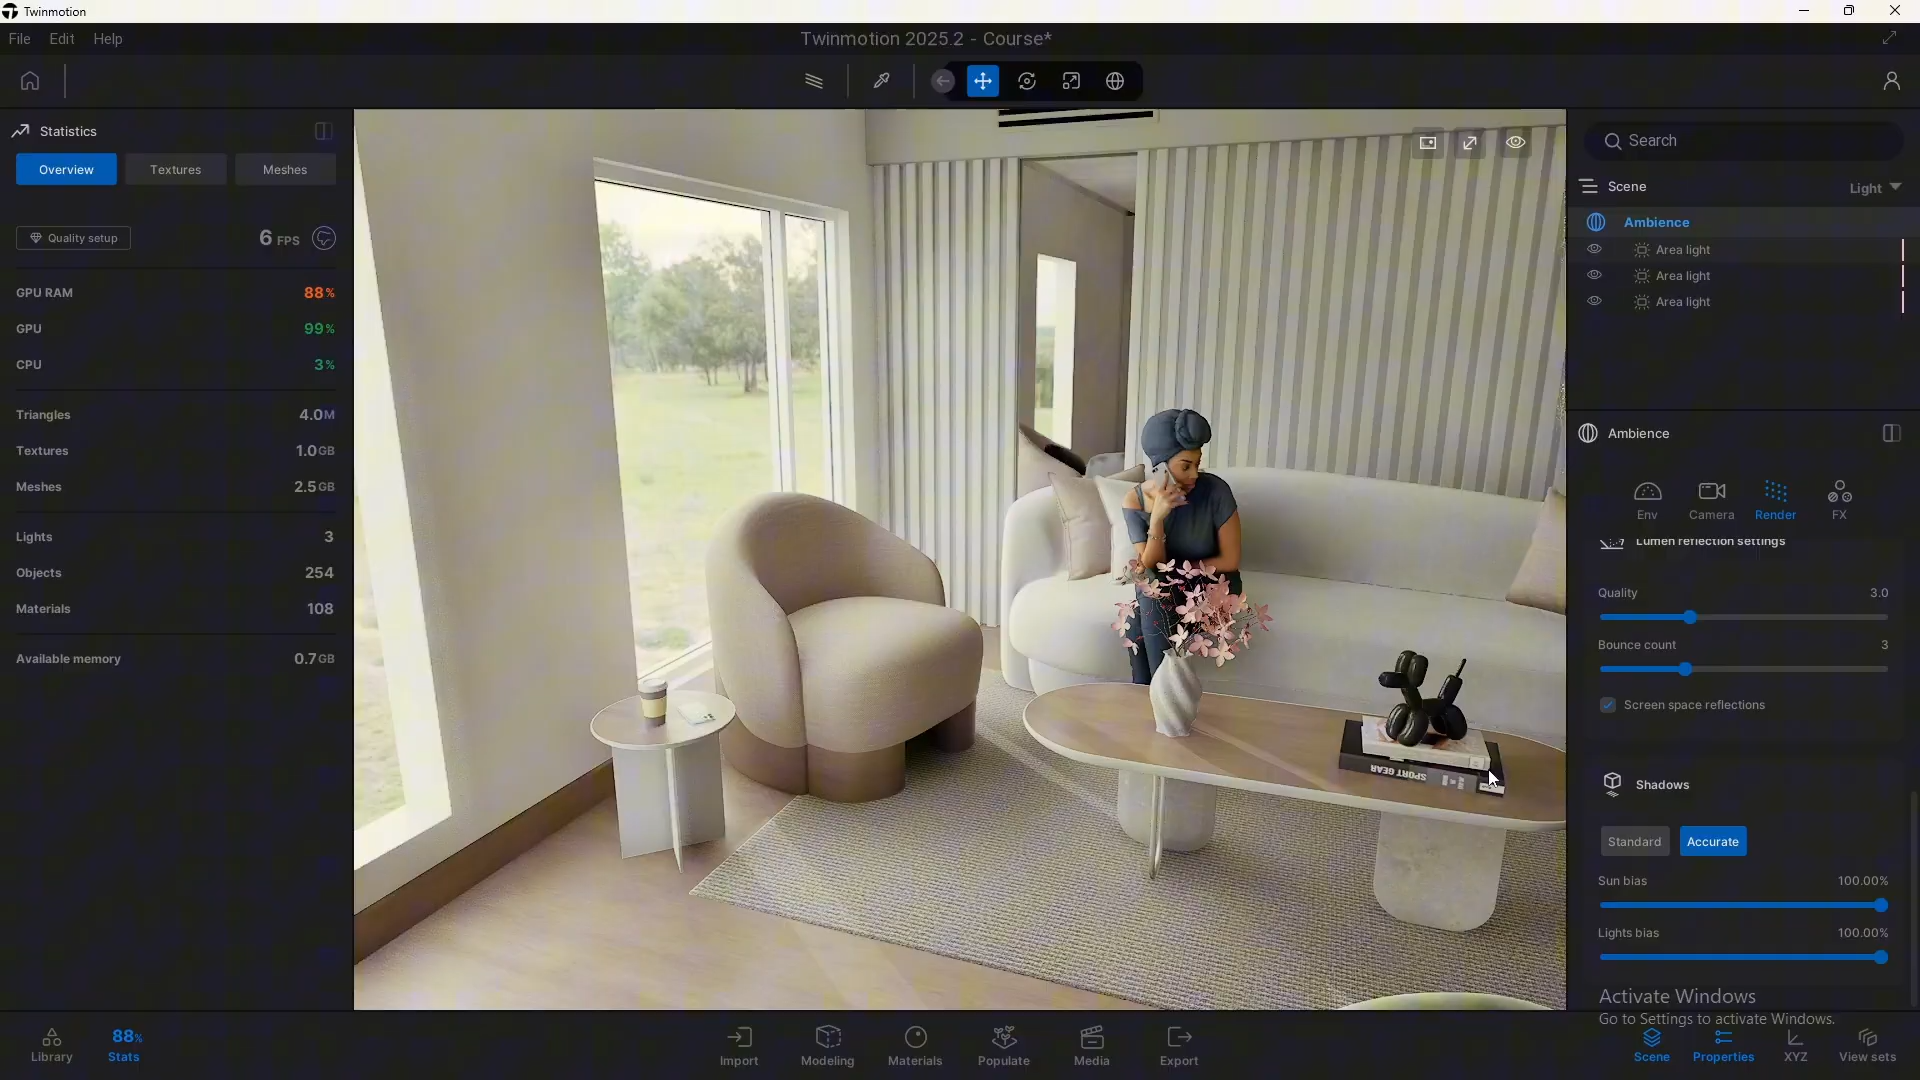 Twinmotion
File Edit Help
Twinmotion 2025.2 - Course*
Statistics
Overview Textures Meshes
Quality setup
6 FPS
GPU RAM 88%
GPU 99%
CPU 3%
Triangles 4.0M
Textures 1.0GB
Meshes 2.5GB
Lights 3
Objects 254
Materials 108
Available memory 0.7GB
SPORT GEAR
Search
Scene
Light
Ambience
Area light
Area light
Area light
Ambience
Env Camera Render FX
Lumen reflection settings
Quality 3.0
Bounce count 3
Screen space reflections
Shadows
Standard Accurate
Sun bias 100.00%
Lights bias 100.00%
Activate Windows
Go to Settings to activate Windows.
Library
88%
Stats
Import Modeling Materials Populate Media Export
Scene Properties XYZ View sets